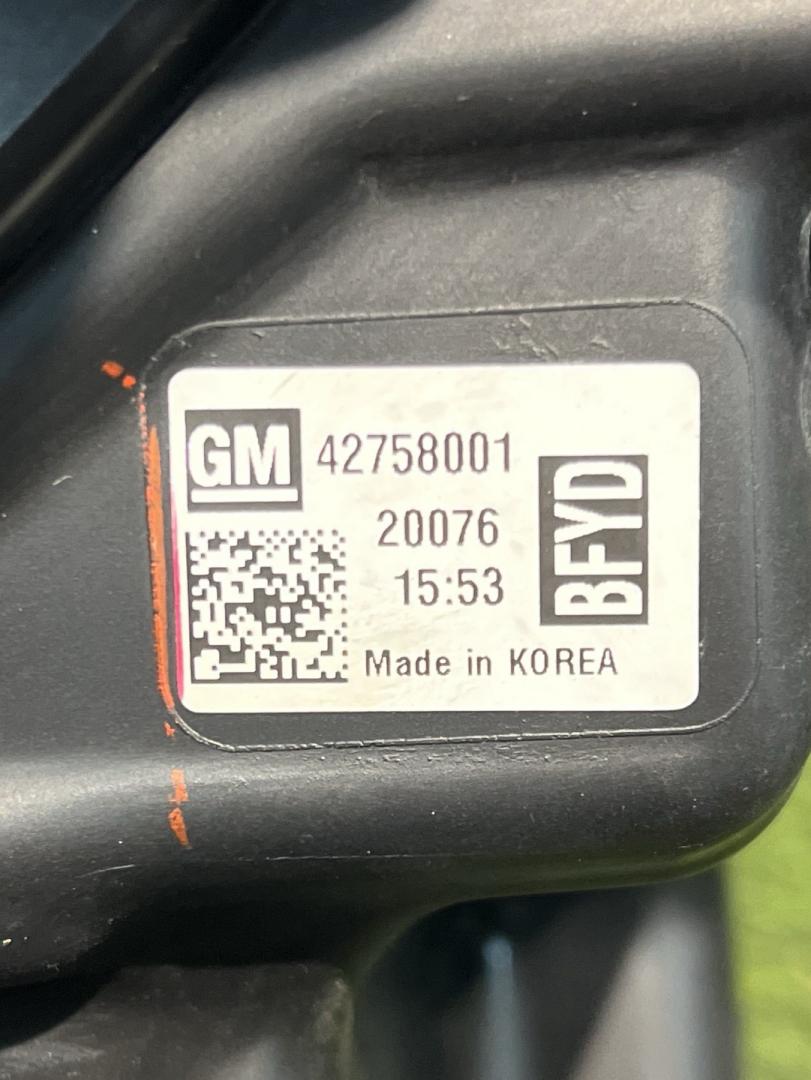 GM 42758001
20076
15:53
BFYD
Made in KOREA